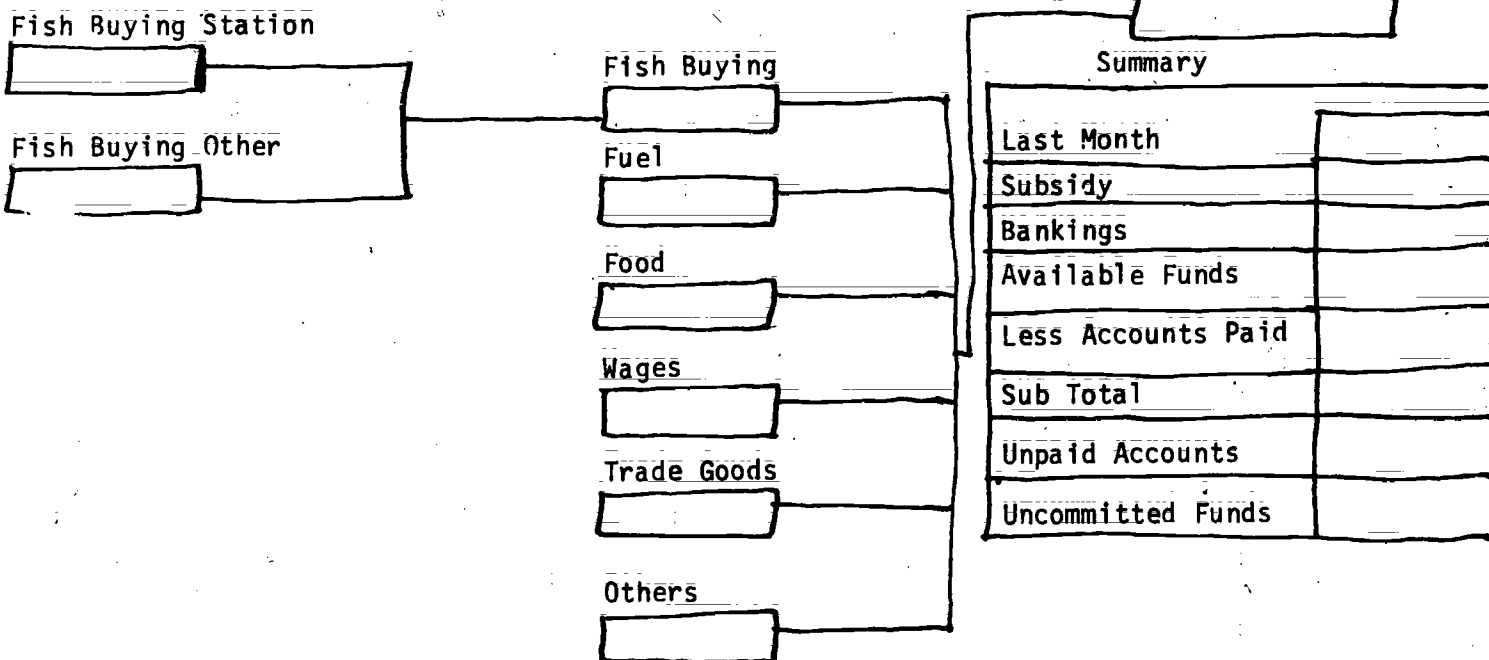 Fish Buying Station
Fish Buying Other
Fish Buying
Fuel
Food
Wages
Trade Goods
Others
Summary
Last Month
Subsidy
Bankings
Available Funds
Less Accounts Paid
Sub Total
Unpaid Accounts
Uncommitted Funds